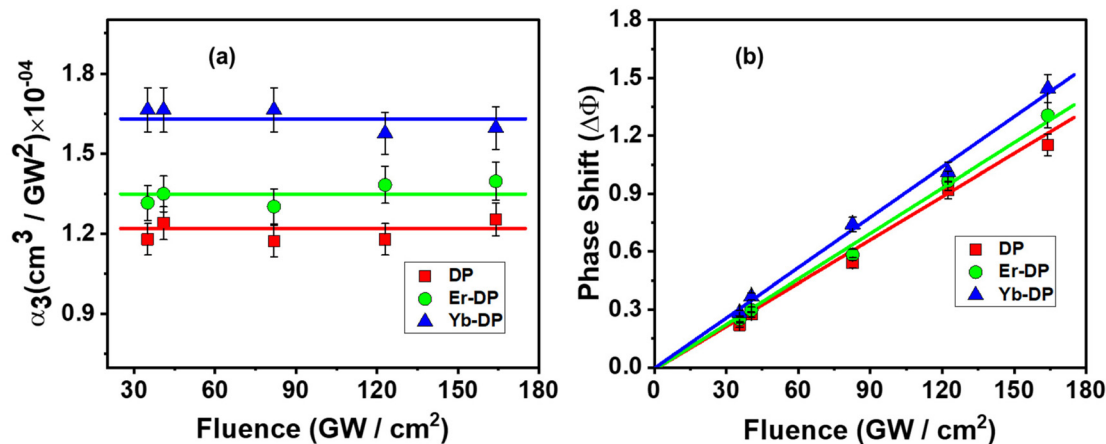 (a)
α3(cm3 / GW2)×10-04
1.8
1.5
1.2
0.9
DP
Er-DP
Yb-DP
30 60 90 120 150 180
Fluence (GW / cm2)
(b)
Phase Shift (ΔΦ)
1.8
1.5
1.2
0.9
0.6
0.3
0.0
DP
Er-DP
Yb-DP
0 30 60 90 120 150 180
Fluence (GW / cm2)